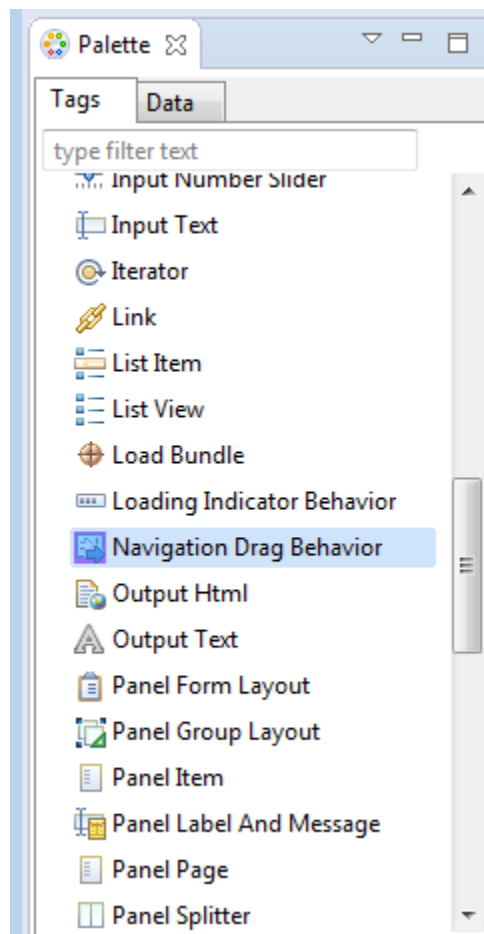 Palette
Tags
Data
type filter text
Input Number Slider
Input Text
Iterator
Link
List Item
List View
Load Bundle
Loading Indicator Behavior
Navigation Drag Behavior
Output Html
Output Text
Panel Form Layout
Panel Group Layout
Panel Item
Panel Label And Message
Panel Page
Panel Splitter